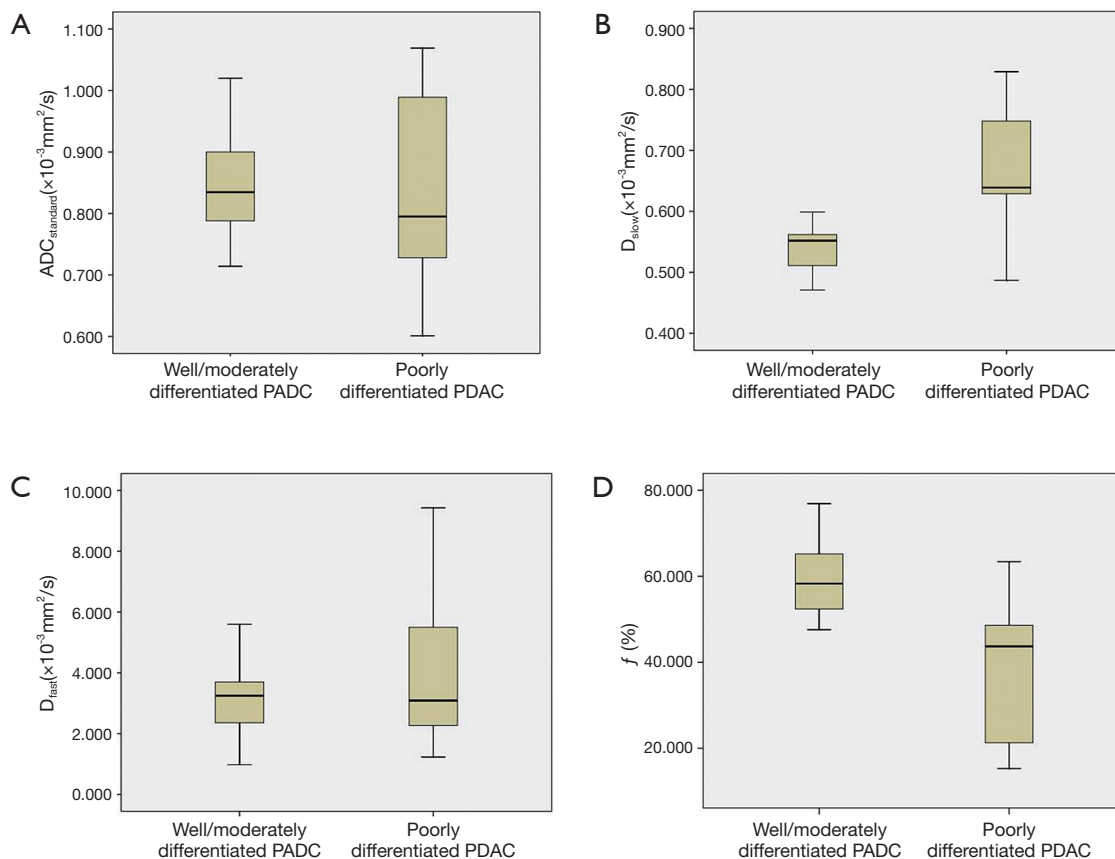 A
1.100
1.000
0.900
0.800
0.700
0.600
ADCstandard(×10-3mm2/s)
Well/moderately
differentiated PADC
Poorly
differentiated PDAC
B
0.900
0.800
0.700
0.600
0.500
0.400
Dslow(×10-3mm2/s)
Well/moderately
differentiated PADC
Poorly
differentiated PDAC
C
10.000
8.000
6.000
4.000
2.000
0.000
Dfast(×10-3mm2/s)
Well/moderately
differentiated PADC
Poorly
differentiated PDAC
D
80.000
60.000
40.000
20.000
f (%)
Well/moderately
differentiated PADC
Poorly
differentiated PDAC